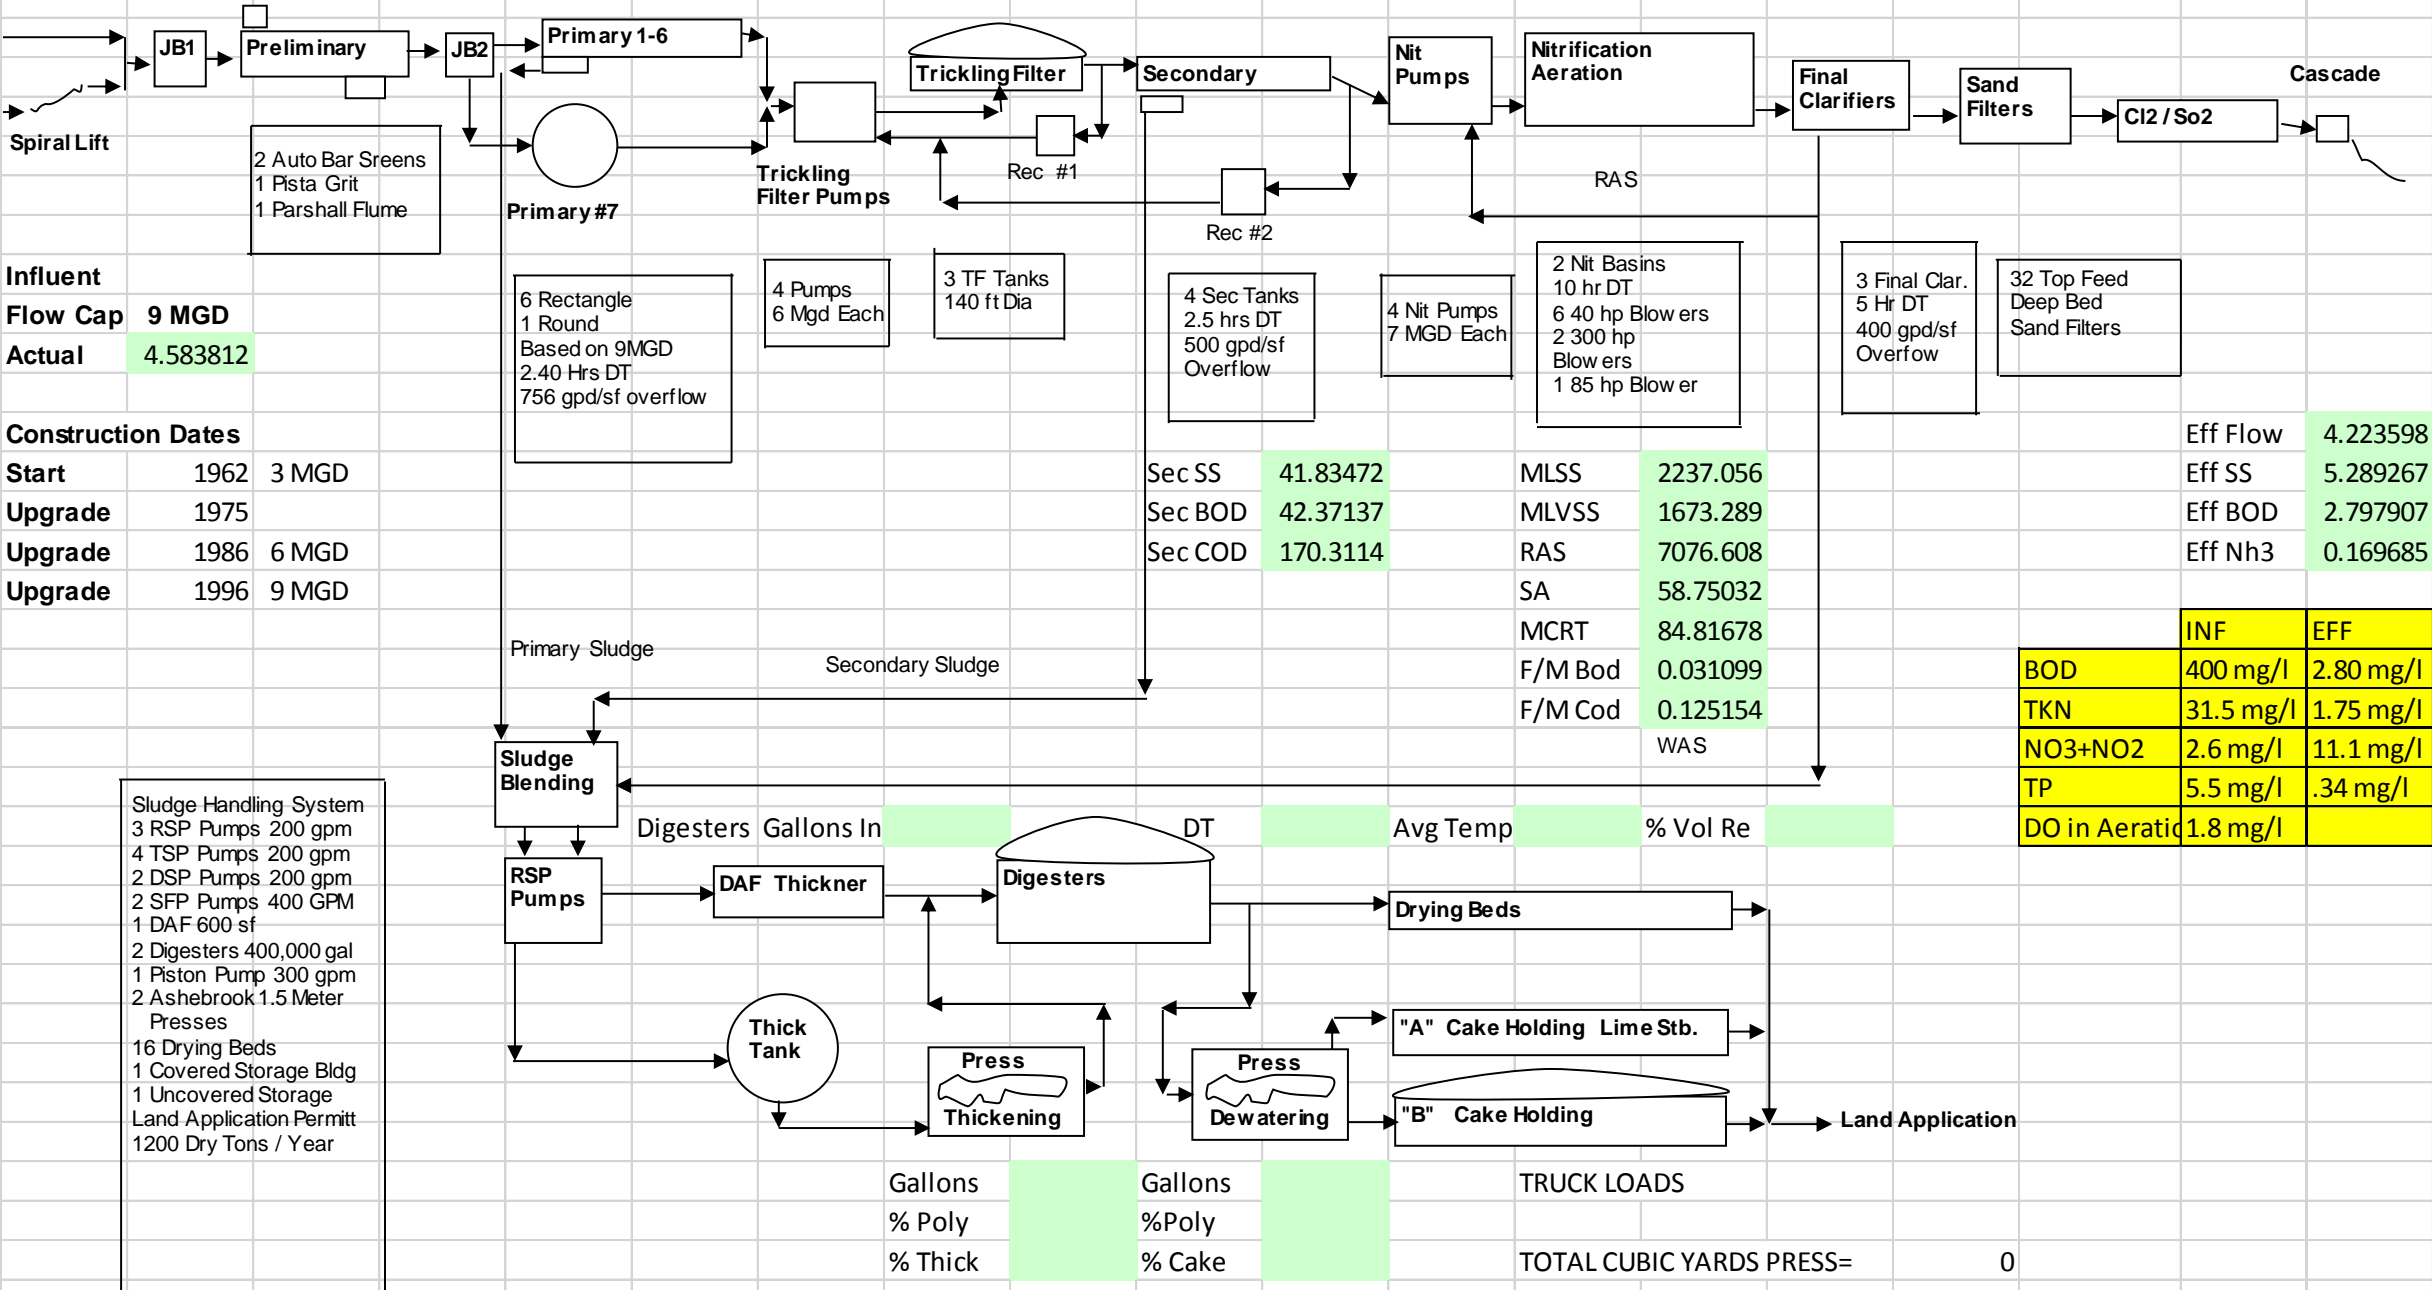 JB1
Preliminary
JB2
Primary 1-6
Trickling Filter
Secondary
Nit
Pumps
Nitrification
Aeration
Final
Clarifiers
Sand
Filters
Cl2 / So2
Cascade
Spiral Lift
2 Auto Bar Sreens
1 Pista Grit
1 Parshall Flume
Primary #7
Trickling
Filter Pumps
Rec #1
Rec #2
RAS
Influent
Flow Cap 9 MGD
Actual 4.583812
6 Rectangle
1 Round
Based on 9MGD
2.40 Hrs DT
756 gpd/sf overflow
4 Pumps
6 Mgd Each
3 TF Tanks
140 ft Dia
4 Sec Tanks
2.5 hrs DT
500 gpd/sf
Overflow
4 Nit Pumps
7 MGD Each
2 Nit Basins
10 hr DT
6 40 hp Blowers
2 300 hp
Blowers
1 85 hp Blower
3 Final Clar.
5 Hr DT
400 gpd/sf
Overfow
32 Top Feed
Deep Bed
Sand Filters
Construction Dates
Start 1962 3 MGD
Upgrade 1975
Upgrade 1986 6 MGD
Upgrade 1996 9 MGD
Sec SS 41.83472
Sec BOD 42.37137
Sec COD 170.3114
MLSS 2237.056
MLVSS 1673.289
RAS 7076.608
SA 58.75032
MCRT 84.81678
F/M Bod 0.031099
F/M Cod 0.125154
WAS
Eff Flow 4.223598
Eff SS 5.289267
Eff BOD 2.797907
Eff Nh3 0.169685
INF EFF
BOD 400 mg/l 2.80 mg/l
TKN 31.5 mg/l 1.75 mg/l
NO3+NO2 2.6 mg/l 11.1 mg/l
TP 5.5 mg/l .34 mg/l
DO in Aeratic 1.8 mg/l
Primary Sludge
Secondary Sludge
Sludge
Blending
Sludge Handling System
3 RSP Pumps 200 gpm
4 TSP Pumps 200 gpm
2 DSP Pumps 200 gpm
2 SFP Pumps 400 GPM
1 DAF 600 sf
2 Digesters 400,000 gal
1 Piston Pump 300 gpm
2 Ashebrook 1.5 Meter
Presses
16 Drying Beds
1 Covered Storage Bldg
1 Uncovered Storage
Land Application Permitt
1200 Dry Tons / Year
Digesters Gallons In DT Avg Temp % Vol Re
RSP
Pumps
DAF Thickner
Digesters
Drying Beds
Thick
Tank
Press
Thickening
Press
Dewatering
"A" Cake Holding Lime Stb.
"B" Cake Holding
Land Application
Gallons Gallons TRUCK LOADS
% Poly %Poly
% Thick % Cake TOTAL CUBIC YARDS PRESS= 0